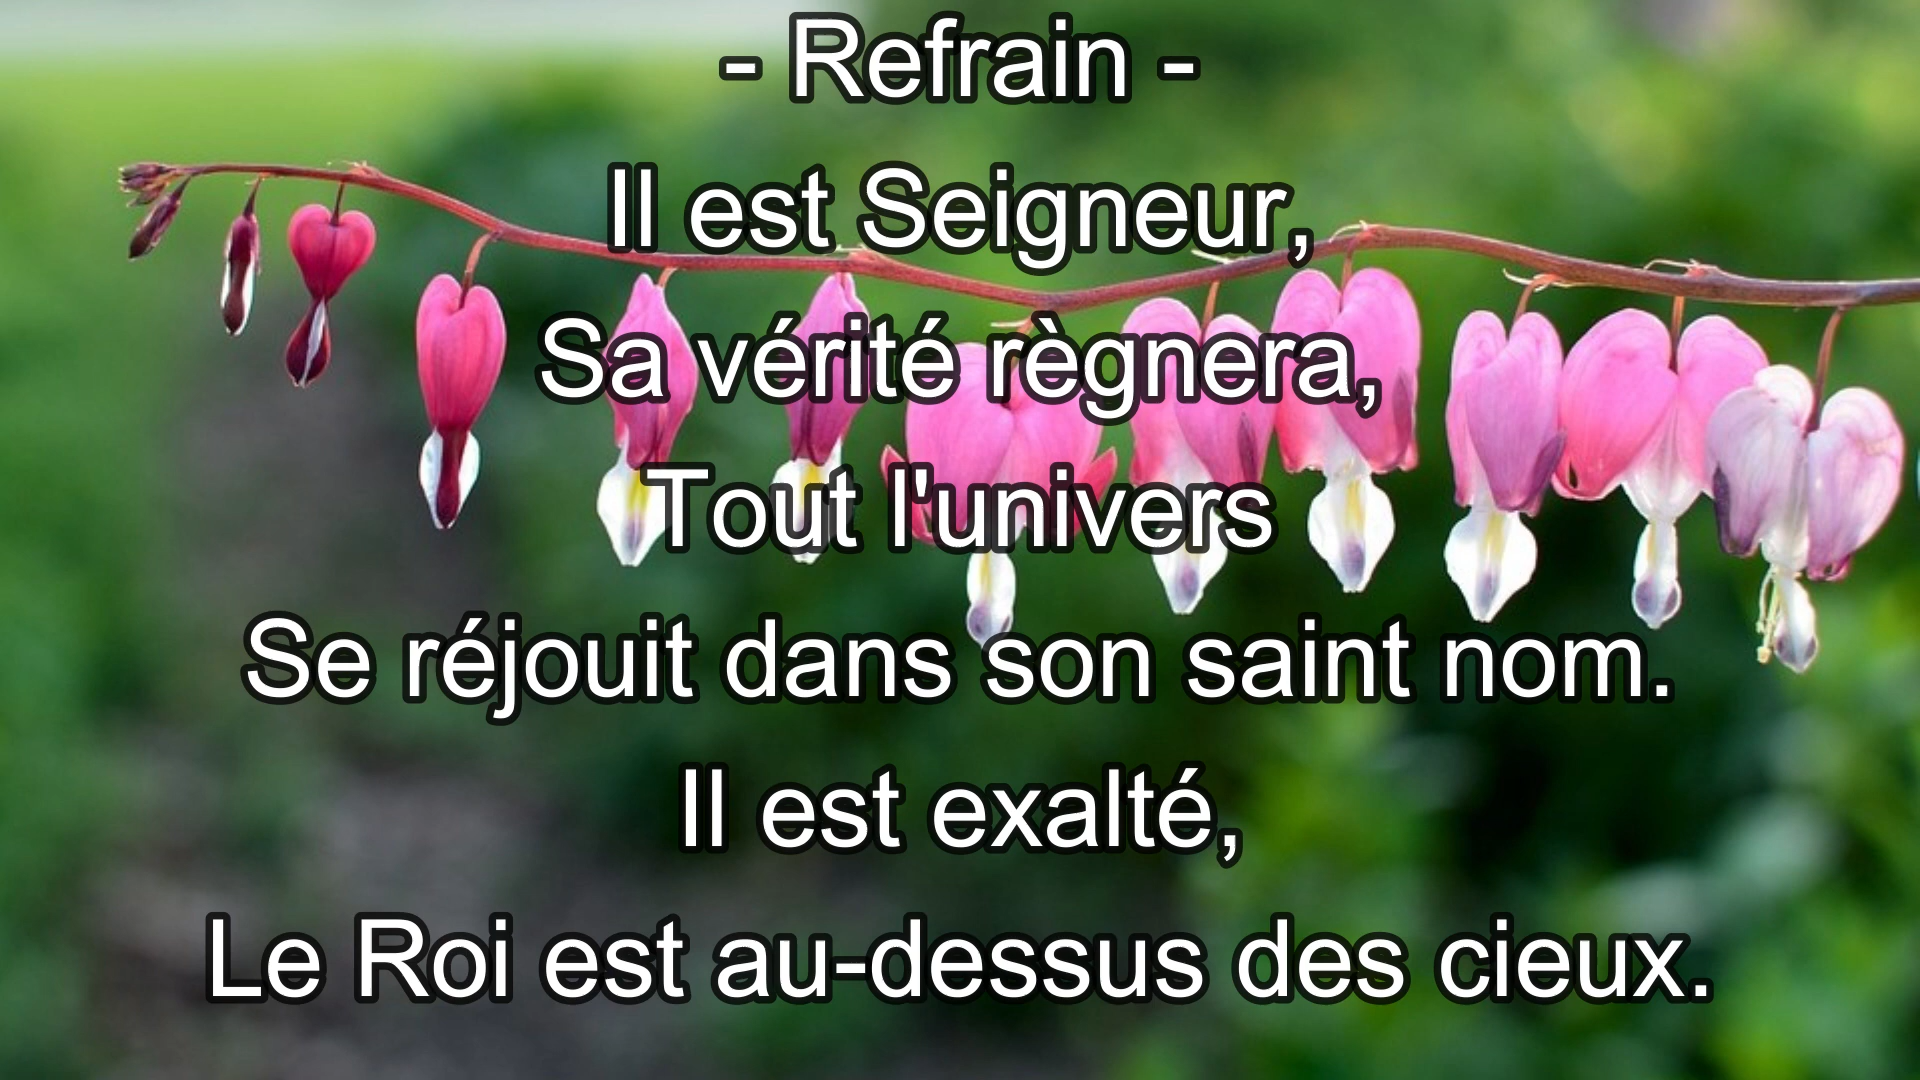 - Refrain -
Il est Seigneur,
Sa vérité règnera,
Tout l'univers
Se réjouit dans son saint nom.
Il est exalté,
Le Roi est au-dessus des cieux.